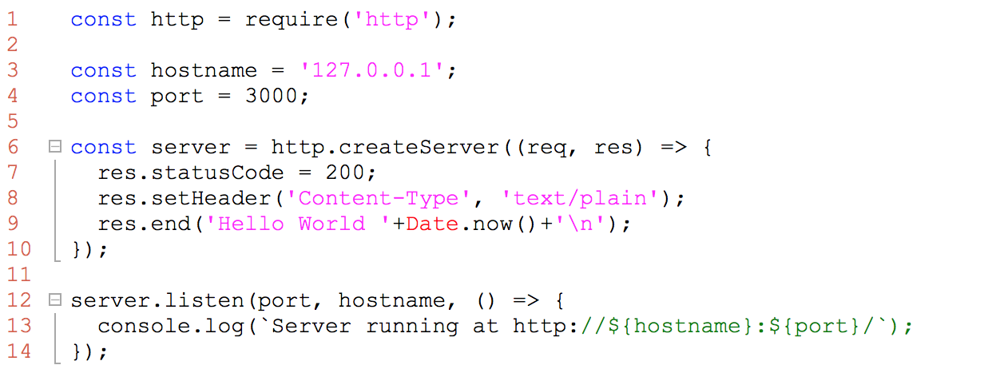 1 const http = require('http');
2
3 const hostname = '127.0.0.1';
4 const port = 3000;
5
6 const server = http.createServer((req, res) => {
7   res.statusCode = 200;
8   res.setHeader('Content-Type', 'text/plain');
9   res.end('Hello World '+Date.now()+'\n');
10 });
11
12 server.listen(port, hostname, () => {
13   console.log(`Server running at http://${hostname}:${port}/`);
14 });